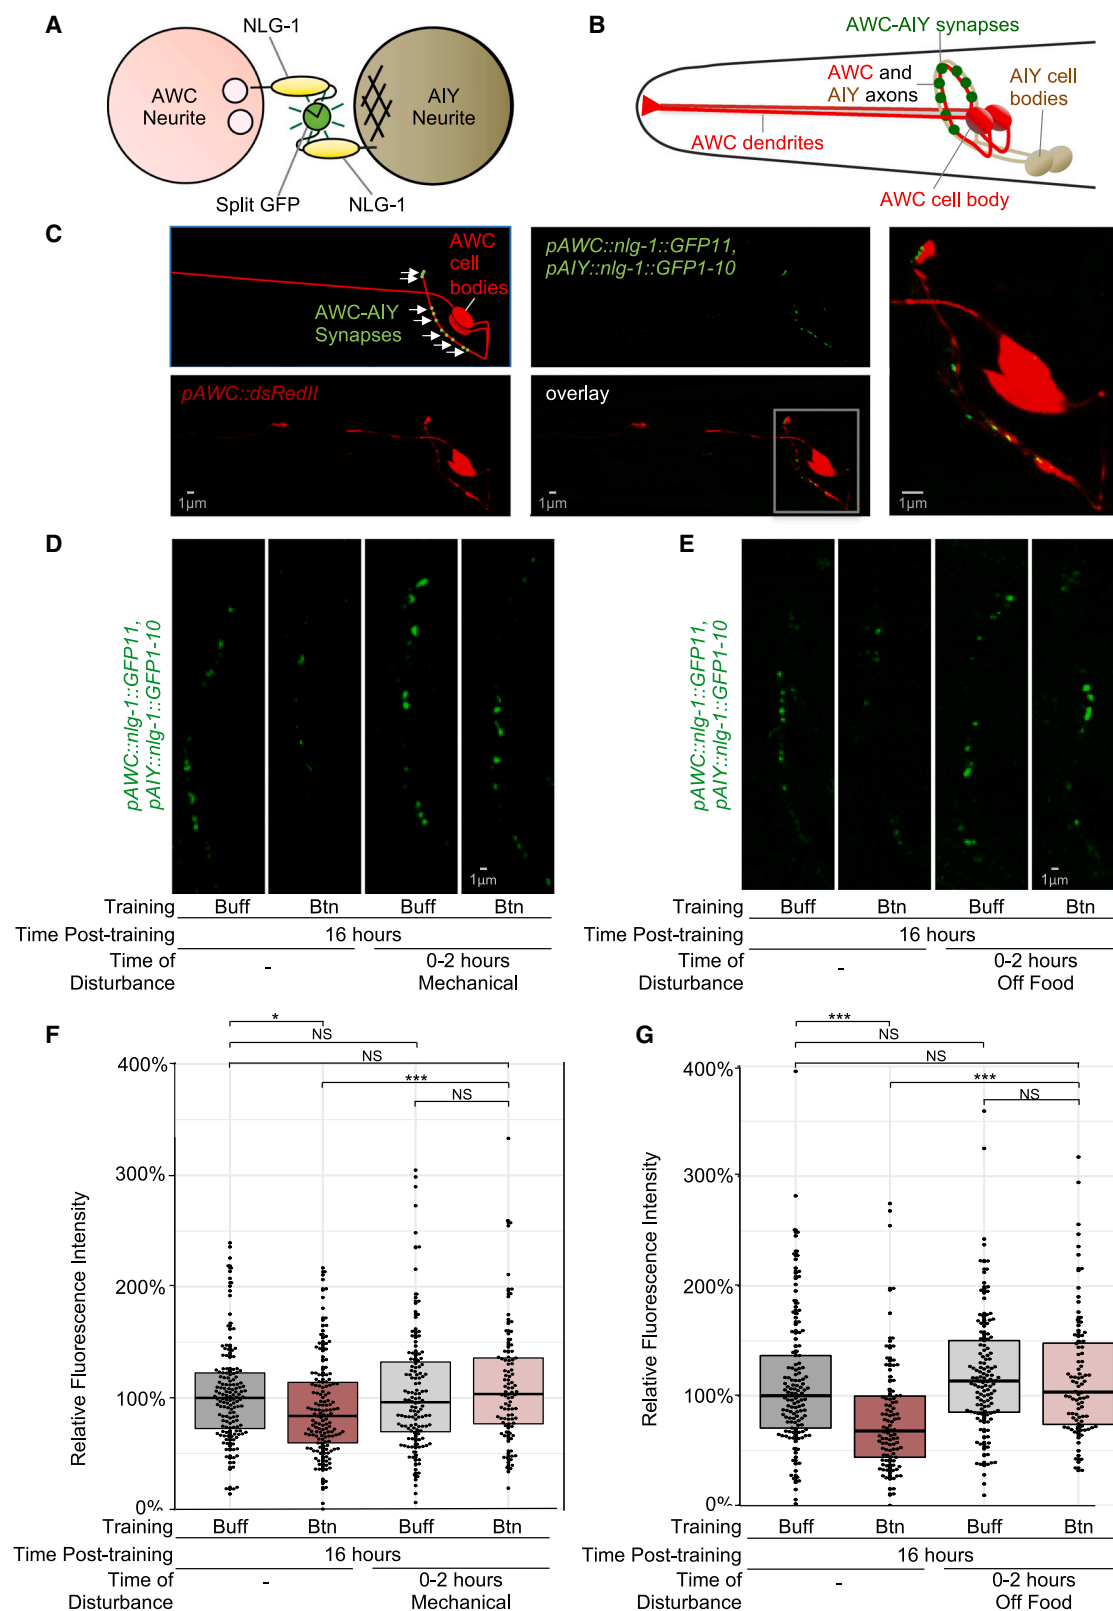 A
NLG-1
AWC
Neurite
AIY
Neurite
Split GFP
NLG-1
B
AWC-AIY synapses
AWC and
AIY axons
AIY cell
bodies
AWC dendrites
AWC cell body
C
AWC
cell
bodies
AWC-AIY
Synapses
pAWC::nlg-1::GFP11,
pAIY::nlg-1::GFP1-10
pAWC::dsRedII
1µm
overlay
1µm
1µm
D
pAWC::nlg-1::GFP11,
pAIY::nlg-1::GFP1-10
1µm
Training Buff Btn Buff Btn
Time Post-training 16 hours
Time of
Disturbance - 0-2 hours
Mechanical
E
pAWC::nlg-1::GFP11,
pAIY::nlg-1::GFP1-10
1µm
Training Buff Btn Buff Btn
Time Post-training 16 hours
Time of
Disturbance - 0-2 hours
Off Food
F
*
NS
NS
***
NS
400%
300%
200%
100%
0%
Relative Fluorescence Intensity
Training Buff Btn Buff Btn
Time Post-training 16 hours
Time of
Disturbance - 0-2 hours
Mechanical
G
***
NS
NS
***
NS
400%
300%
200%
100%
0%
Relative Fluorescence Intensity
Training Buff Btn Buff Btn
Time Post-training 16 hours
Time of
Disturbance - 0-2 hours
Off Food